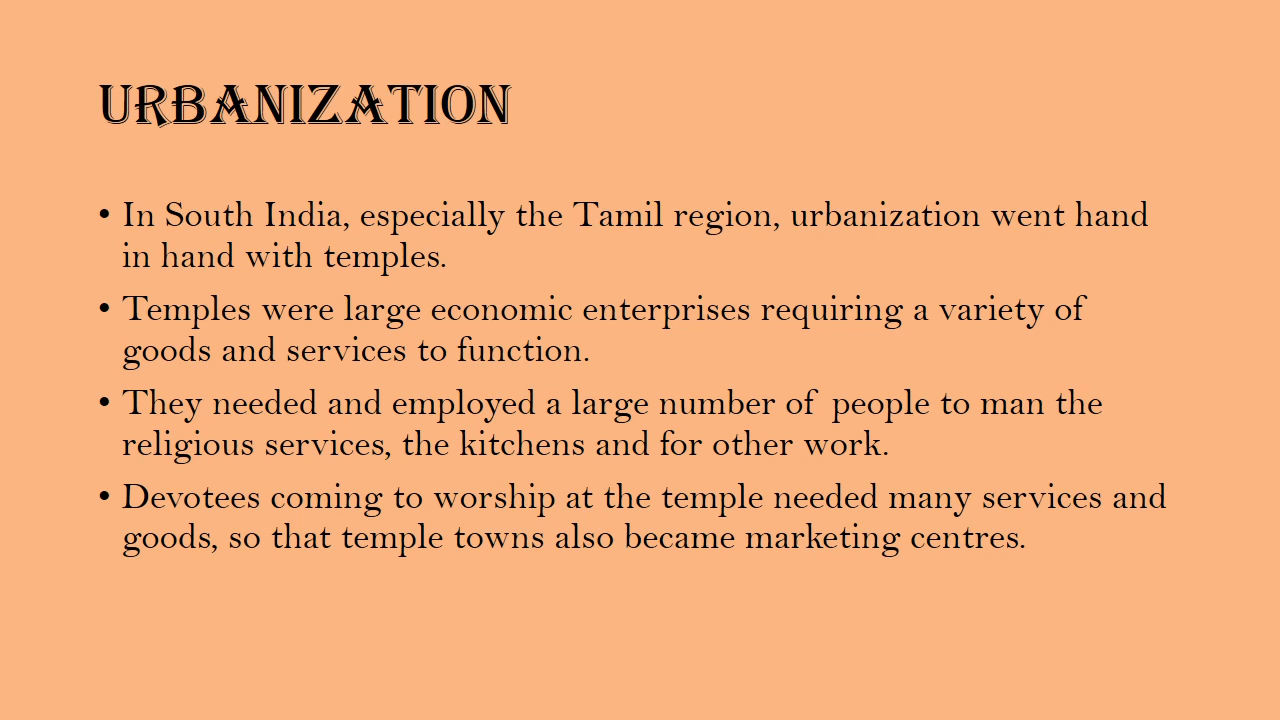 URBANIZATION
• In South India, especially the Tamil region, urbanization went hand
in hand with temples.
• Temples were large economic enterprises requiring a variety of
goods and services to function.
• They needed and employed a large number of  people to man the
religious services, the kitchens and for other work.
• Devotees coming to worship at the temple needed many services and
goods, so that temple towns also became marketing centres.